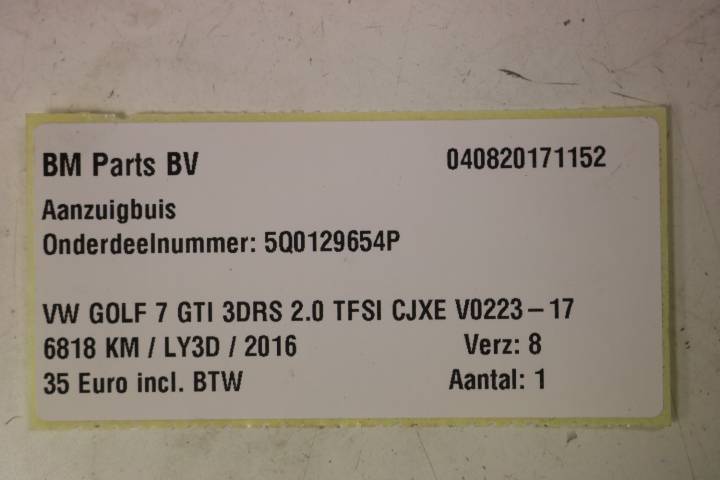 BM Parts BV 040820171152
Aanzuigbuis
Onderdeelnummer: 5Q0129654P
VW GOLF 7 GTI 3DRS 2.0 TFSI CJXE V0223-17
6818 KM / LY3D / 2016 Verz: 8
35 Euro incl. BTW Aantal: 1